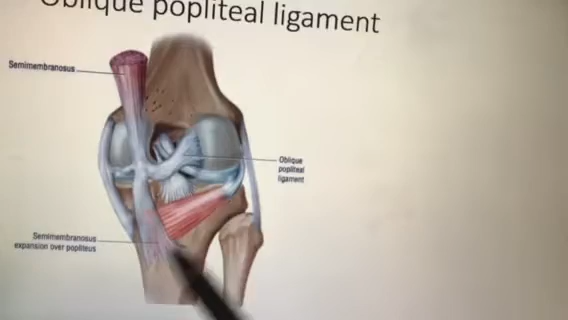 Oblique popliteal ligament
Semimembranosus
Oblique
popliteal
ligament
Semimembranosus
expansion over popliteus